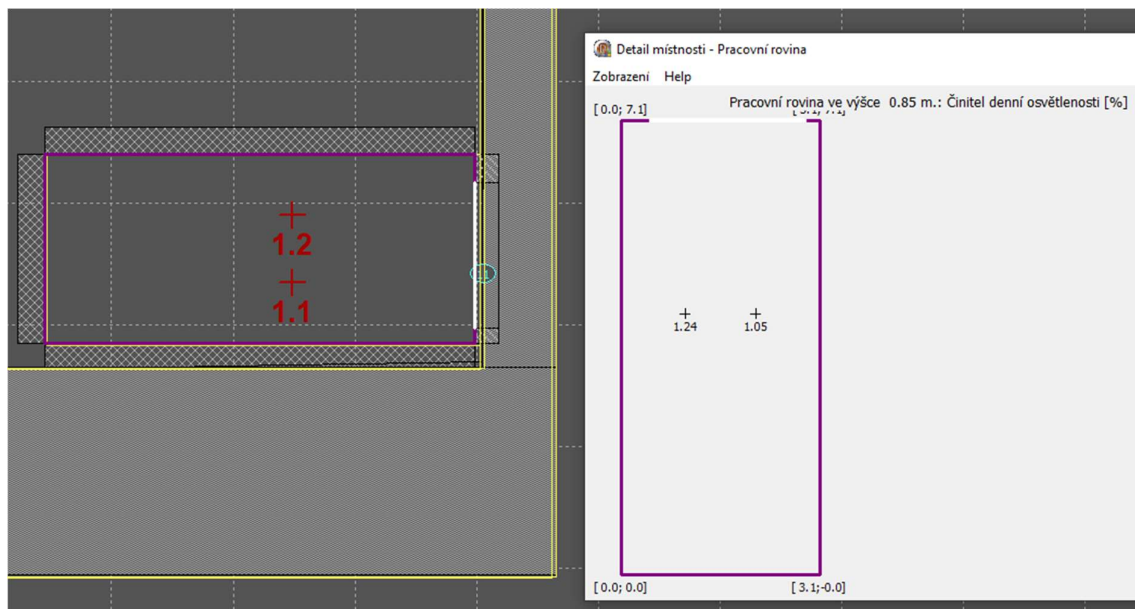 1.2
1.1
Detail místnosti - Pracovní rovina
Zobrazení Help
Pracovní rovina ve výšce 0.85 m.: Činitel denní osvětlenosti [%]
[0.0; 7.1]
1.24 1.05
[0.0; 0.0] [3.1;-0.0]